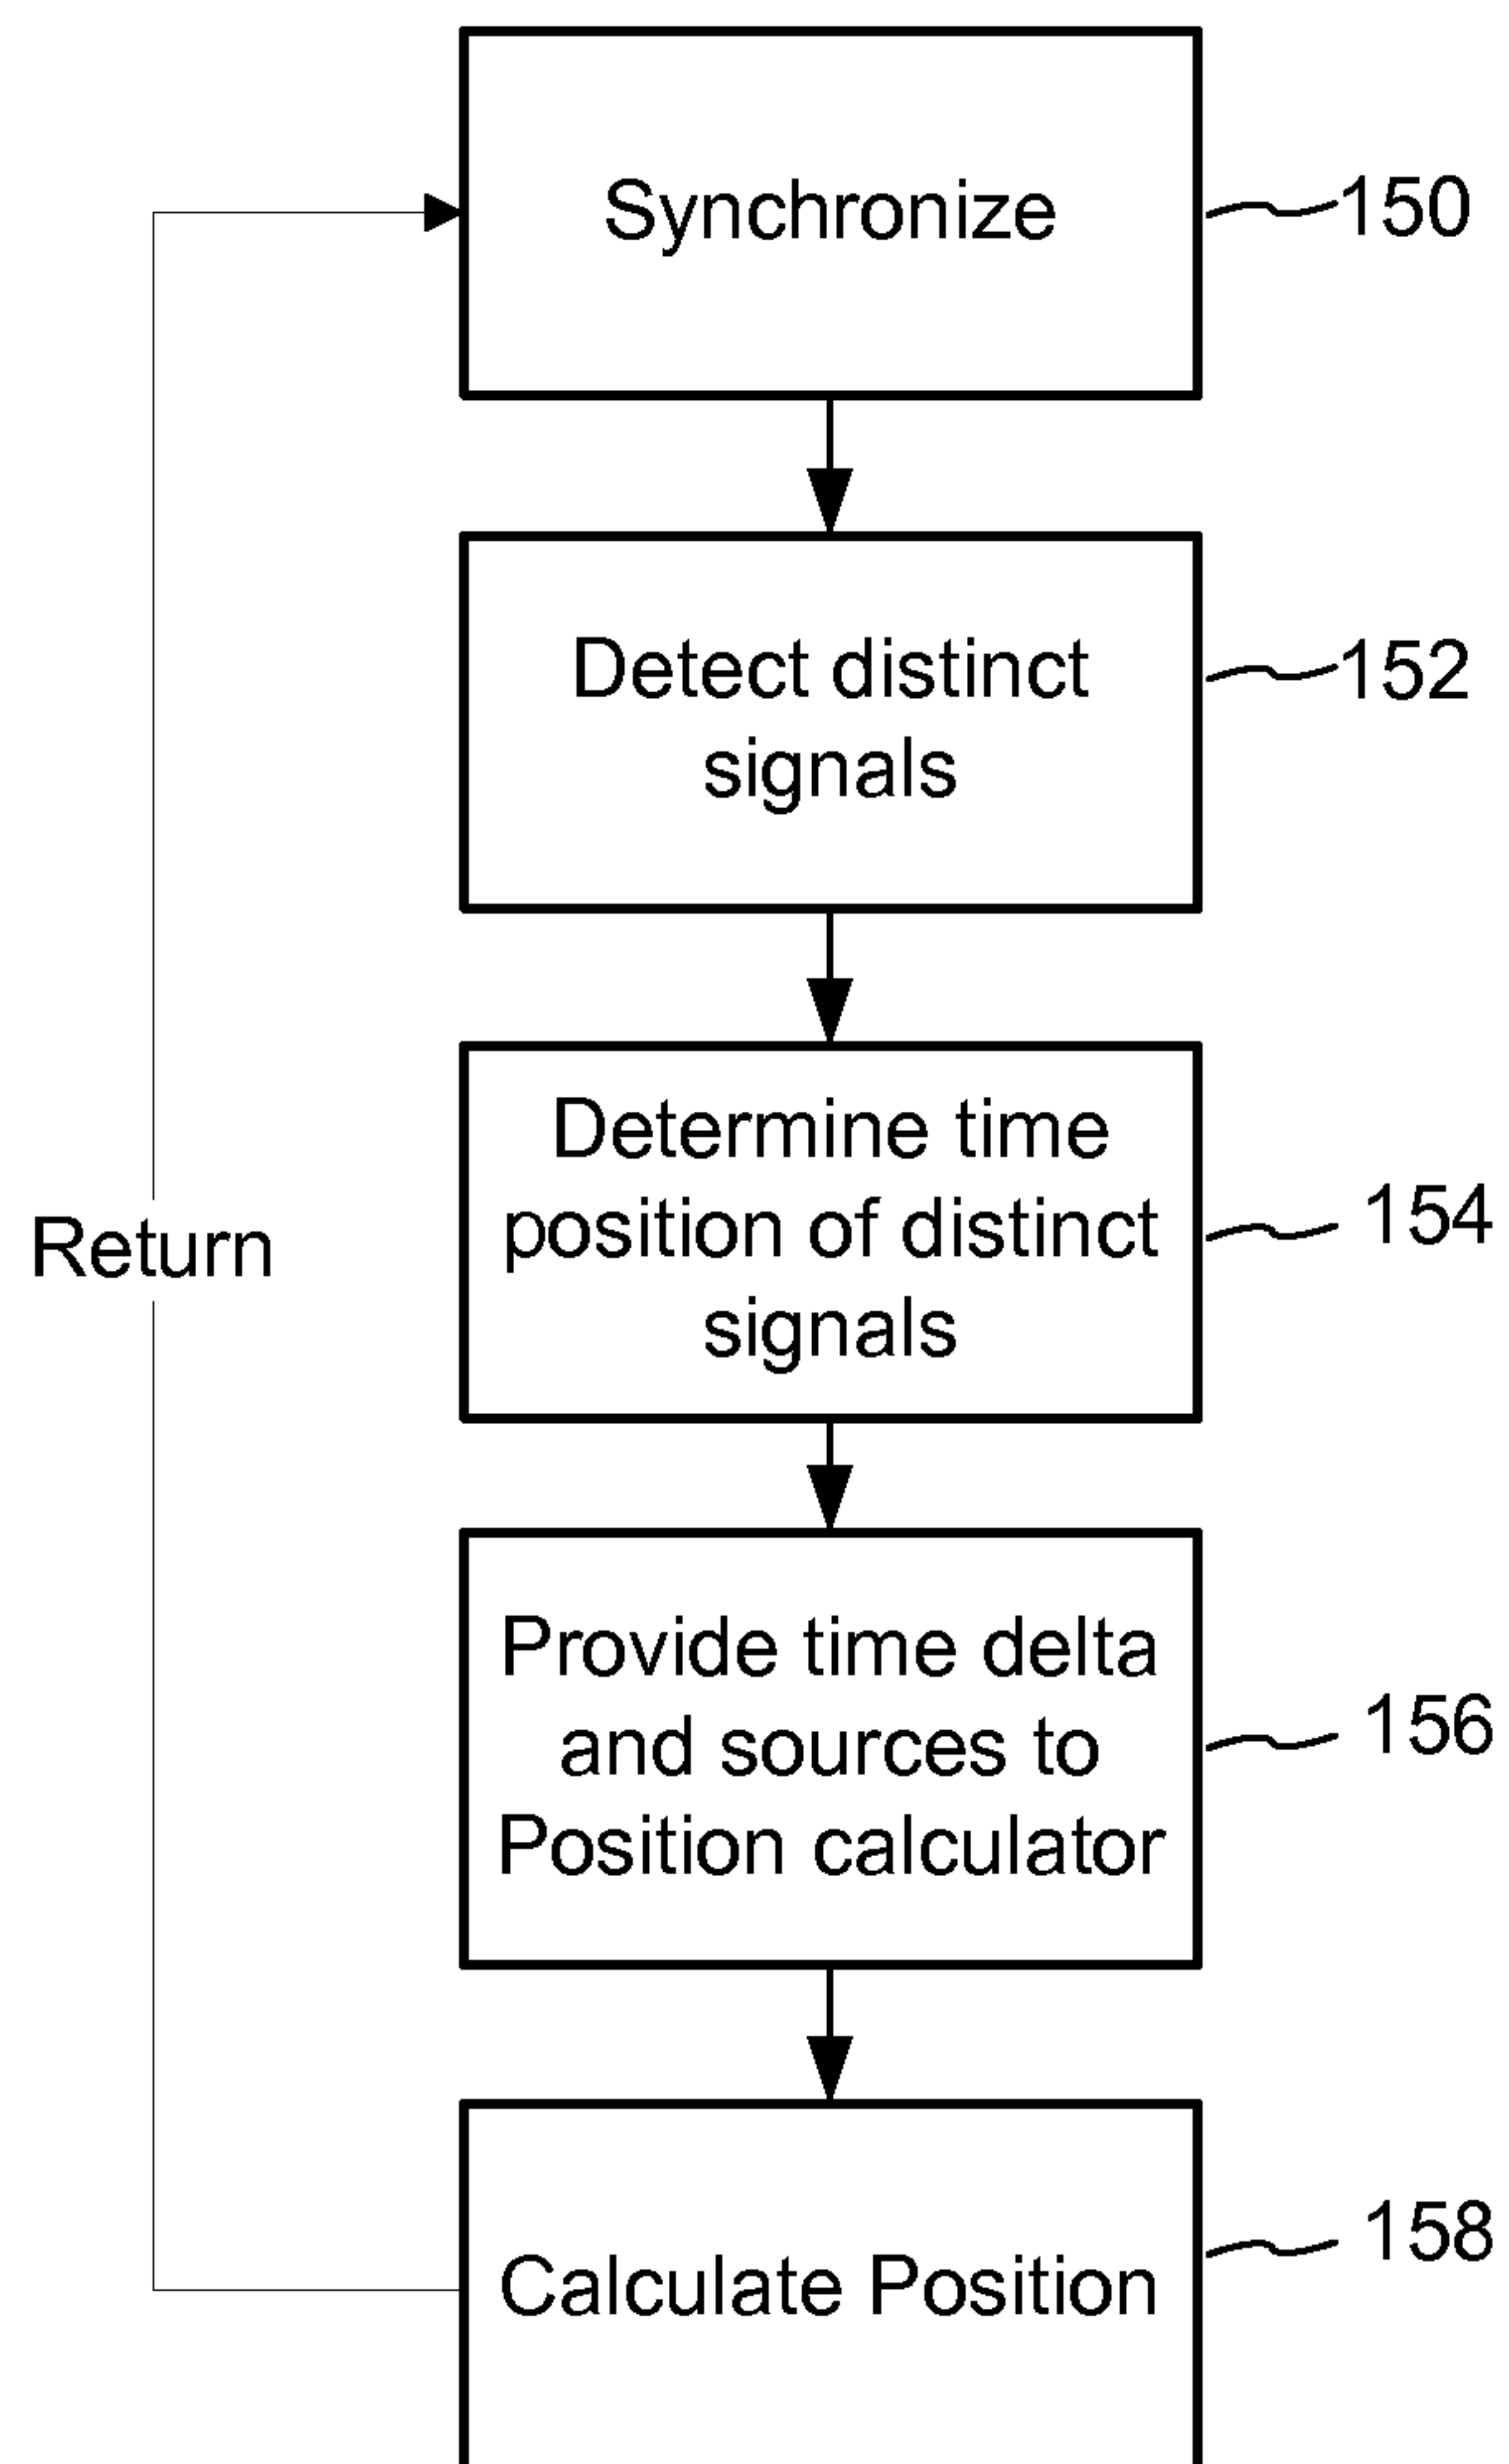 Synchronize
150
Detect distinct
signals
152
Determine time
position of distinct
signals
154
Return
Provide time delta
and sources to
Position calculator
156
Calculate Position
158